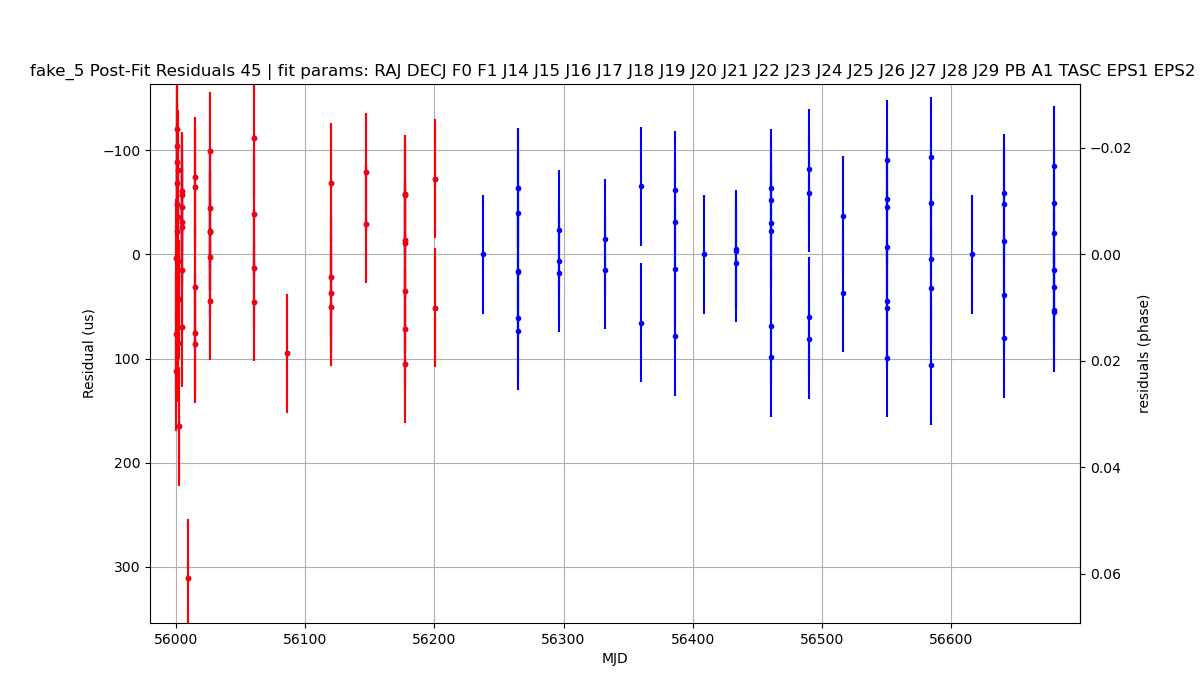 fake_5 Post-Fit Residuals 45 | fit params: RAJ DECJ F0 F1 J14 J15 J16 J17 J18 J19 J20 J21 J22 J23 J24 J25 J26 J27 J28 J29 PB A1 TASC EPS1 EPS2
−100
0
100
200
300
Residual (us)
−0.02
0.00
0.02
0.04
0.06
residuals (phase)
56000 56100 56200 56300 56400 56500 56600
MJD